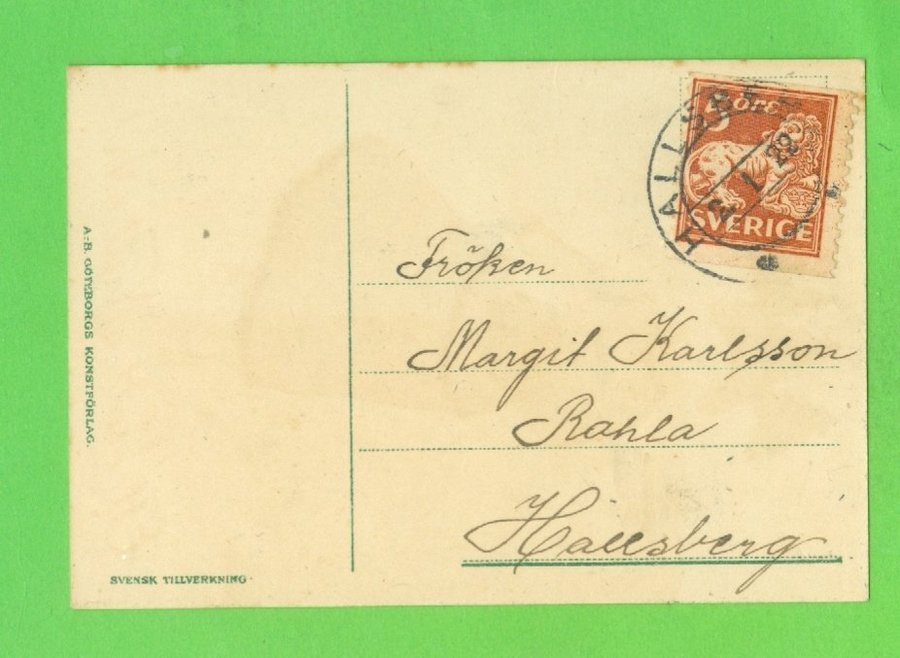 A.-B. GÖTEBORGS KONSTFÖRLAG.
SVENSK TILLVERKNING
5 ÖRE
SVERIGE
Fröken
Margit Karlsson
Rahla
Hallsberg